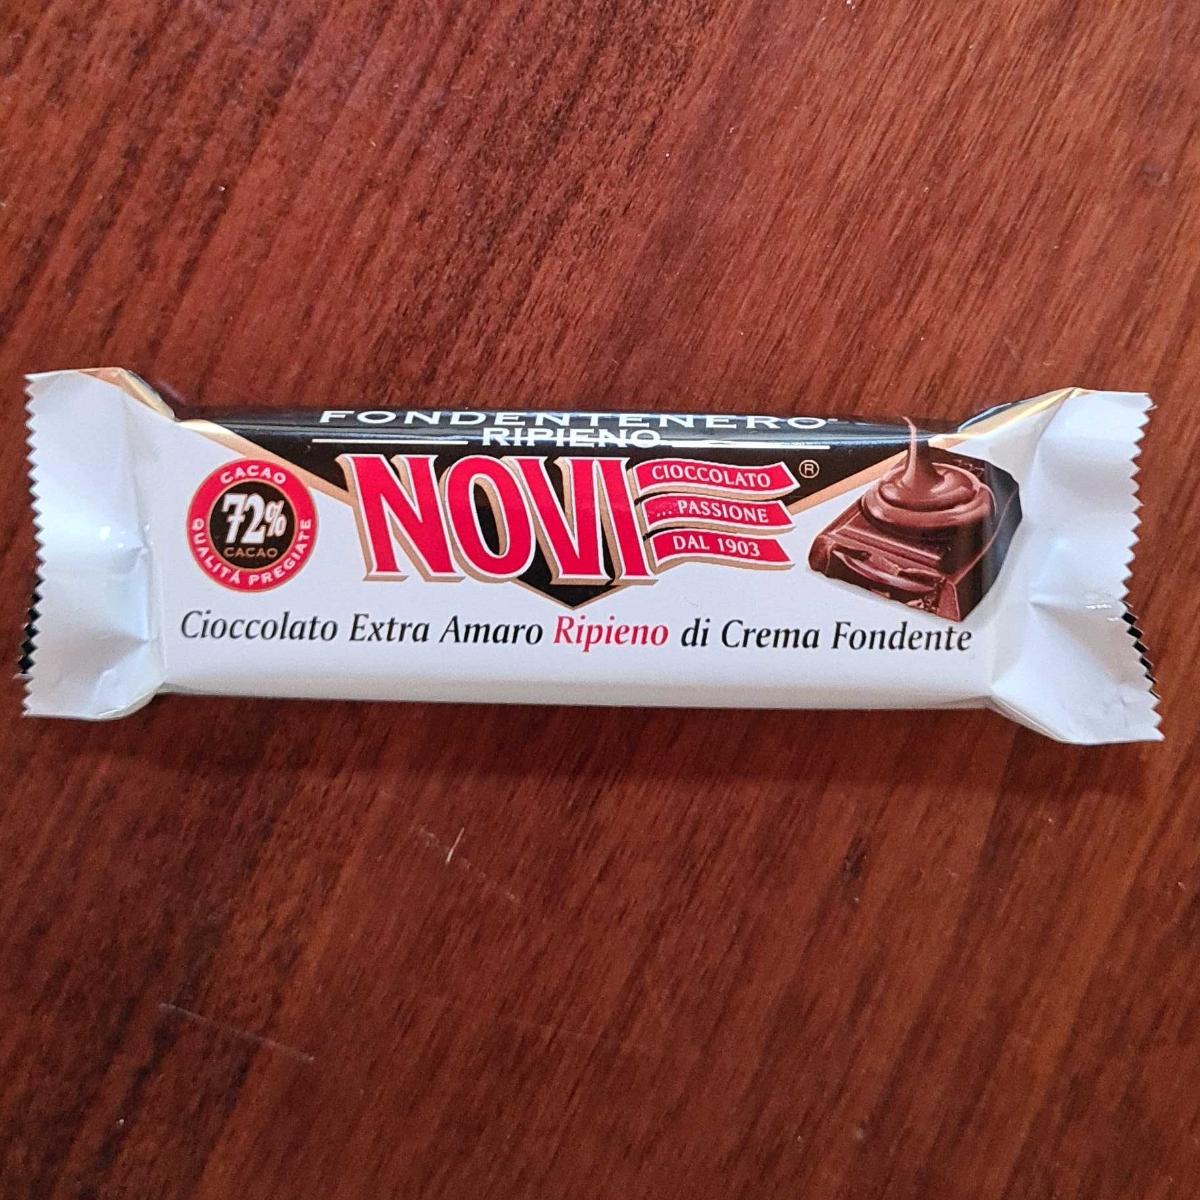 FONDENTENERO
RIPIENO
CACAO
72%
CACAO
QUALITÀ PREGIATE
NOVI
®
CIOCCOLATO
... PASSIONE
DAL 1903
Cioccolato Extra Amaro Ripieno di Crema Fondente